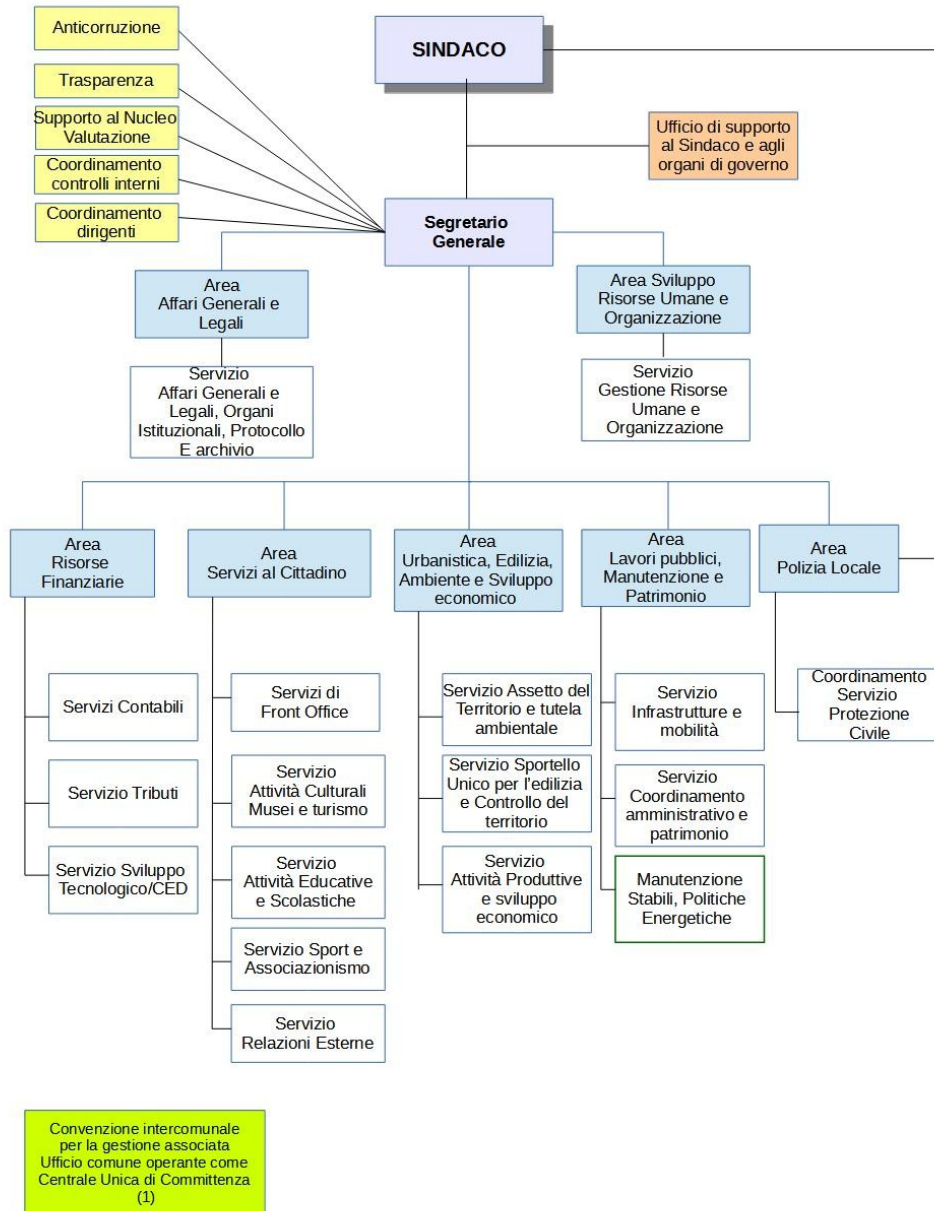 Anticorruzione
SINDACO
Trasparenza
Supporto al Nucleo
Valutazione
Ufficio di supporto
al Sindaco e agli
organi di governo
Coordinamento
controlli interni
Coordinamento
dirigenti
Segretario
Generale
Area
Affari Generali e
Legali
Area Sviluppo
Risorse Umane e
Organizzazione
Servizio
Affari Generali e
Legali, Organi
Istituzionali, Protocollo
E archivio
Servizio
Gestione Risorse
Umane e
Organizzazione
Area
Risorse
Finanziarie
Area
Servizi al Cittadino
Area
Urbanistica, Edilizia,
Ambiente e Sviluppo
economico
Area
Lavori pubblici,
Manutenzione e
Patrimonio
Area
Polizia Locale
Servizi Contabili
Servizio Tributi
Servizio Sviluppo
Tecnologico/CED
Servizi di
Front Office
Servizio
Attività Culturali
Musei e turismo
Servizio
Attività Educative
e Scolastiche
Servizio Sport e
Associazionismo
Servizio
Relazioni Esterne
Servizio Assetto del
Territorio e tutela
ambientale
Servizio Sportello
Unico per l’edilizia
e Controllo del
territorio
Servizio
Attività Produttive
e sviluppo
economico
Servizio
Infrastrutture e
mobilità
Servizio
Coordinamento
amministrativo e
patrimonio
Manutenzione
Stabili, Politiche
Energetiche
Coordinamento
Servizio
Protezione
Civile
Convenzione intercomunale
per la gestione associata
Ufficio comune operante come
Centrale Unica di Committenza
(1)